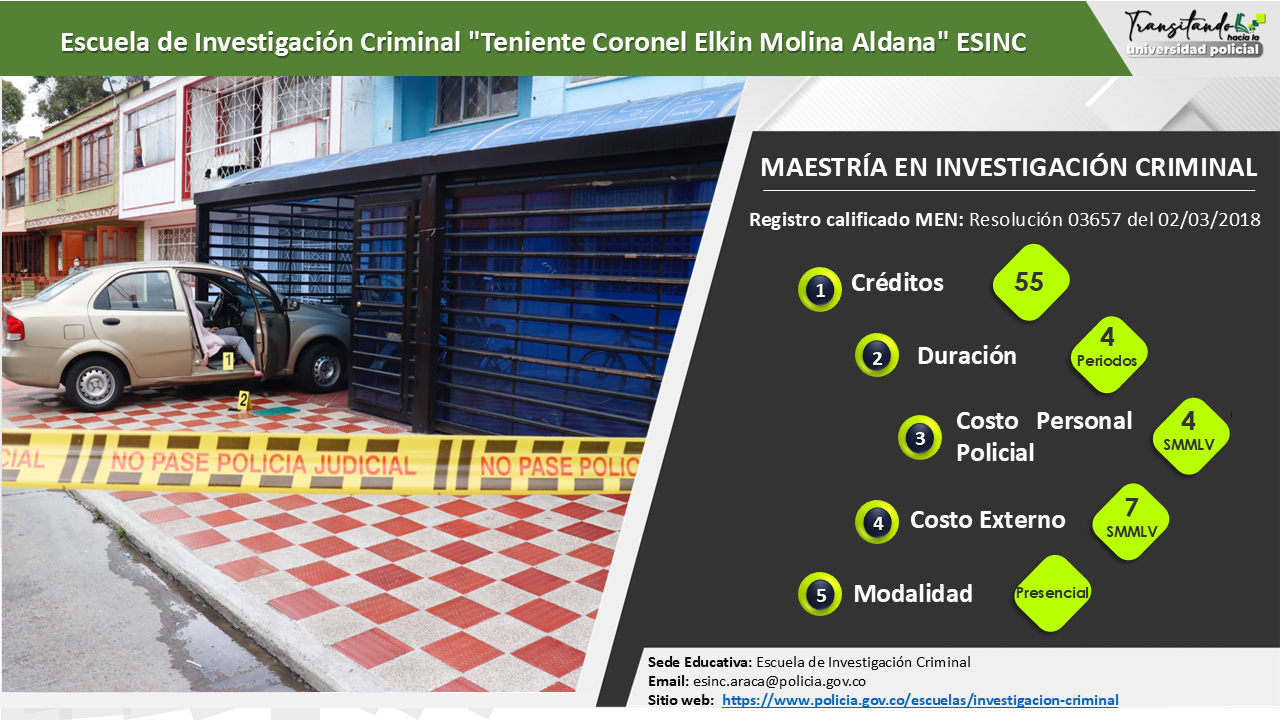 Escuela de Investigación Criminal "Teniente Coronel Elkin Molina Aldana" ESINC
Transitando
hacia la
universidad policial
MAESTRÍA EN INVESTIGACIÓN CRIMINAL
Registro calificado MEN: Resolución 03657 del 02/03/2018
1 Créditos 55
2 Duración 4
Periodos
3 Costo Personal
Policial
4
SMMLV
4 Costo Externo 7
SMMLV
5 Modalidad Presencial
1
2
CIAL // NO PASE POLICIA JUDICIAL // NO PASE POLIC
Sede Educativa: Escuela de Investigación Criminal
Email: esinc.araca@policia.gov.co
Sitio web: https://www.policia.gov.co/escuelas/investigacion-criminal